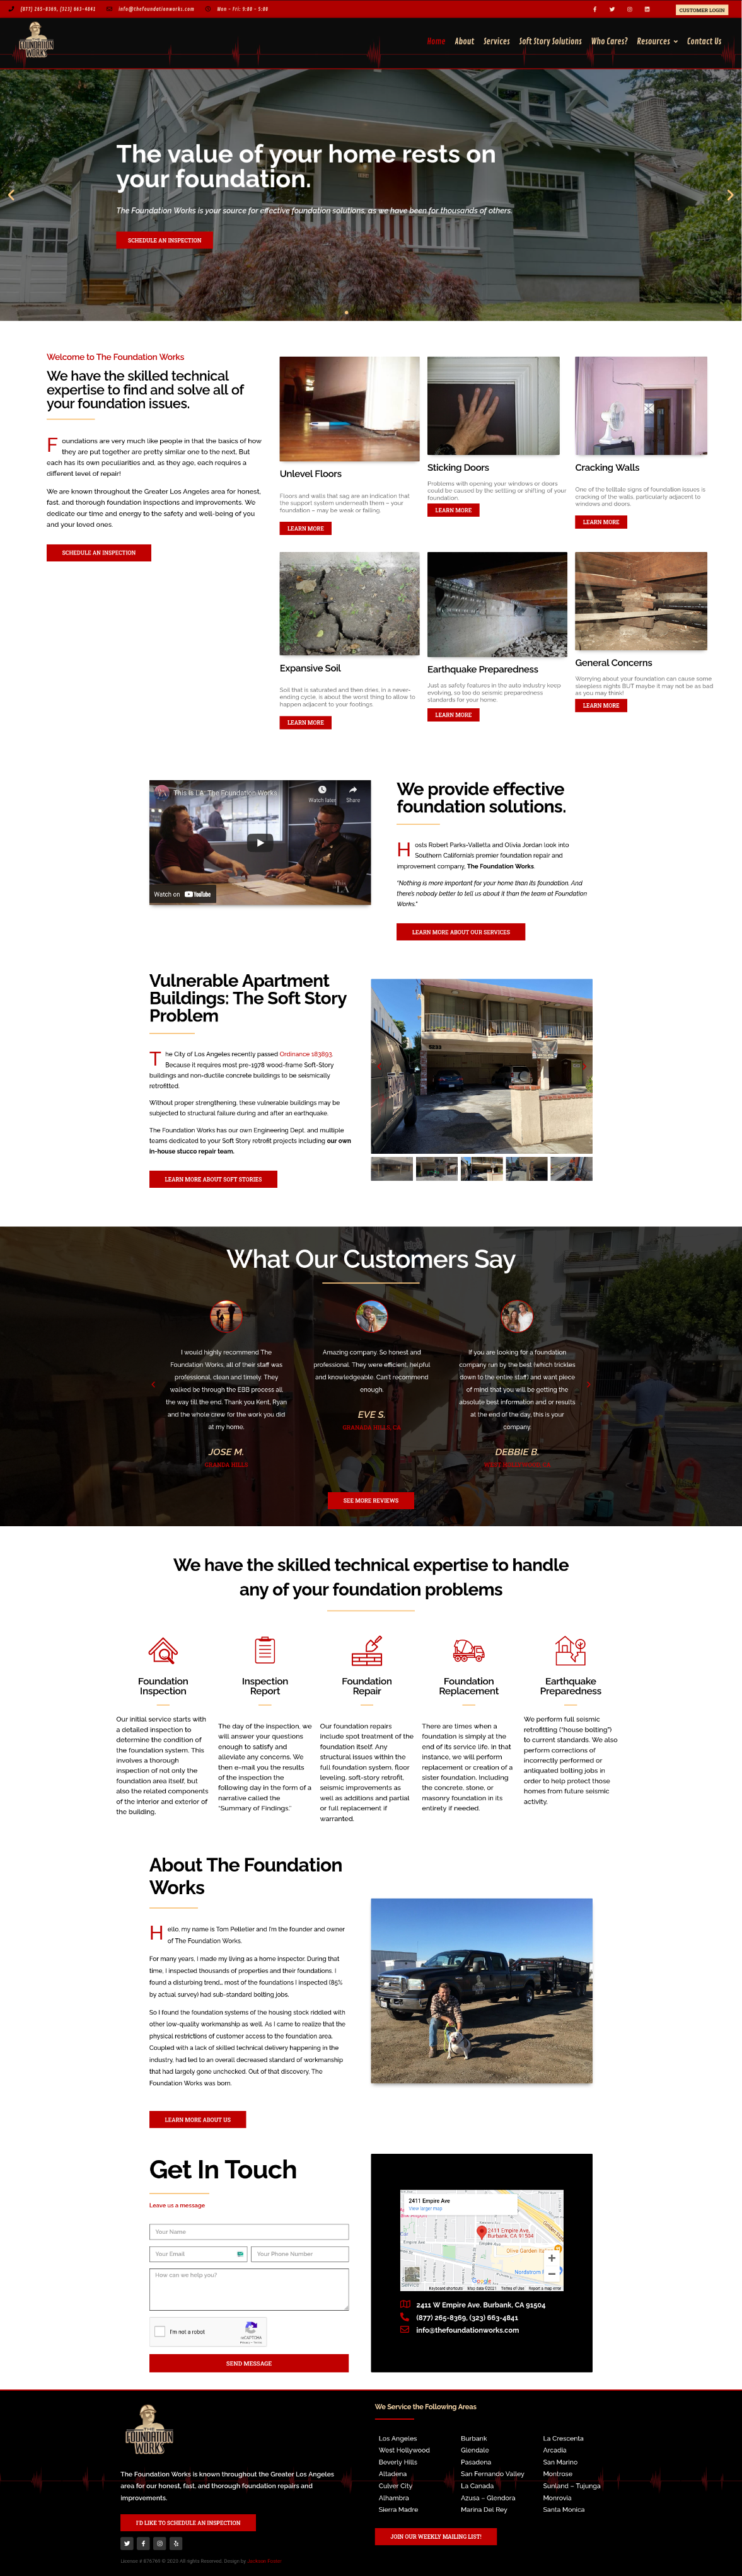 (877) 265-8369, (323) 663-4841
info@thefoundationworks.com
Mon - Fri: 9:00 - 5:00
CUSTOMER LOGIN
FOUNDATION
WORKS
Home
About
Services
Soft Story Solutions
Who Cares?
Resources
Contact Us
The value of your home rests on
your foundation.
The Foundation Works is your source for effective foundation solutions, as we have been for thousands of others.
SCHEDULE AN INSPECTION
Welcome to The Foundation Works
We have the skilled technical
expertise to find and solve all of
your foundation issues.
Foundations are very much like people in that the basics of how
they are put together are pretty similar one to the next. But
each has its own peculiarities and, as they age, each requires a
different level of repair!
We are known throughout the Greater Los Angeles area for honest,
fast, and thorough foundation inspections and improvements. We
dedicate our time and energy to the safety and well-being of you
and your loved ones.
SCHEDULE AN INSPECTION
Unlevel Floors
Floors and walls that sag are an indication that
the support system underneath them – your
foundation – may be weak or failing.
LEARN MORE
Sticking Doors
Problems with opening your windows or doors
could be caused by the settling or shifting of your
foundation.
LEARN MORE
Cracking Walls
One of the telltale signs of foundation issues is
cracking of the walls, particularly adjacent to
windows and doors.
LEARN MORE
Expansive Soil
Soil that is saturated and then dries, in a never-
ending cycle, is about the worst thing to allow to
happen adjacent to your footings
LEARN MORE
Earthquake Preparedness
Just as safety features in the auto industry keep
evolving, so too do seismic preparedness
standards for your home.
LEARN MORE
General Concerns
Worrying about your foundation can cause some
sleepless nights BUT maybe it may not be as bad
as you may think!
LEARN MORE
This is LA: The Foundation Works
Watch later
Share
Watch on YouTube
We provide effective
foundation solutions.
Hosts Robert Parks-Valletta and Olivia Jordan look into
Southern California's premier foundation repair and
improvement company, The Foundation Works.
"Nothing is more important for your home than its foundation. And
there's nobody better to tell us about it than the team at Foundation
Works."
LEARN MORE ABOUT OUR SERVICES
Vulnerable Apartment
Buildings: The Soft Story
Problem
The City of Los Angeles recently passed Ordinance 183893.
Because it requires most pre-1978 wood-frame Soft-Story
buildings and non-ductile concrete buildings to be seismically
retrofitted.
Without proper strengthening, these vulnerable buildings may be
subjected to structural failure during and after an earthquake.
The Foundation Works has our own Engineering Dept. and multiple
teams dedicated to your Soft Story retrofit projects including our own
in-house stucco repair team.
LEARN MORE ABOUT SOFT STORIES
What Our Customers Say
I would highly recommend The
Foundation Works, all of their staff was
professional, clean and timely. They
walked be through the EBB process all
the way till the end. Thank you Kent, Ryan
and the whole crew for the work you did
at my home.
JOSE M.
Amazing company. So honest and
professional. They were efficient, helpful
and knowledgeable. Can't recommend
enough.
EVE S.
GRANADA HILLS, CA
If you are looking for a foundation
company run by the best (which trickles
down to the entire staff) and want piece
of mind that you will be getting the
absolute best information and or results
at the end of the day, this is your
company.
DEBBIE B.
SEE MORE REVIEWS
We have the skilled technical expertise to handle
any of your foundation problems
Foundation
Inspection
Our initial service starts with
a detailed inspection to
determine the condition of
the foundation system. This
involves a thorough
inspection of not only the
foundation area itself, but
also the related components
of the interior and exterior of
the building.
Inspection
Report
The day of the inspection, we
will answer your questions
enough to satisfy and
alleviate any concerns. We
then e-mail you the results
of the inspection the
following day in the form of a
narrative called the
"Summary of Findings."
Foundation
Repair
Our foundation repairs
include spot treatment of the
foundation itself. Any
structural issues within the
full foundation system, floor
leveling, soft-story retrofit,
seismic improvements as
well as additions and partial
or full replacement if
warranted.
Foundation
Replacement
There are times when a
foundation is simply at the
end of its service life. In that
instance, we will perform
replacement or creation of a
sister foundation, including
the concrete, stone, or
masonry foundation in its
entirety if needed.
Earthquake
Preparedness
We perform full seismic
retrofitting ("house bolting")
to current standards. We also
perform corrections of
incorrectly performed or
antiquated bolting jobs in
order to help protect those
homes from future seismic
activity.
About The Foundation
Works
Hello, my name is Tom Pelletier and I'm the founder and owner
of The Foundation Works.
For many years, I made my living as a home inspector. During that
time, I inspected thousands of properties and their foundations. I
found a disturbing trend… most of the foundations I inspected (85%
by actual survey) had sub-standard bolting jobs.
So I found the foundation systems of the housing stock riddled with
other low-quality workmanship as well. As I came to realize that the
physical restrictions of customer access to the foundation area,
Coupled with a lack of skilled technical delivery happening in the
industry, had led to an overall decreased standard of workmanship
that had largely gone unchecked. Out of that discovery, The
Foundation Works was born.
LEARN MORE ABOUT US
Get In Touch
Leave us a message
Your Name
Your Email
Your Phone Number
How can we help you?
I'm not a robot
reCAPTCHA
Privacy - Terms
SEND MESSAGE
2411 Empire Ave
View larger map
2411 Empire Ave,
Burbank, CA 91504
Google
Keyboard shortcuts
Map data ©2021
Terms of Use
Report a map error
2411 W Empire Ave. Burbank, CA 91504
(877) 265-8369, (323) 663-4841
info@thefoundationworks.com
FOUNDATION
WORKS
The Foundation Works is known throughout the Greater Los Angeles
area for our honest, fast, and thorough foundation repairs and
improvements.
I'D LIKE TO SCHEDULE AN INSPECTION
We Service the Following Areas
Los Angeles
West Hollywood
Beverly Hills
Altadena
Culver City
Alhambra
Sierra Madre
Burbank
Glendale
Pasadena
San Fernando Valley
La Canada
Azusa – Glendora
Marina Del Rey
La Crescenta
Arcadia
San Marino
Montrose
Sunland – Tujunga
Monrovia
Santa Monica
JOIN OUR WEEKLY MAILING LIST!